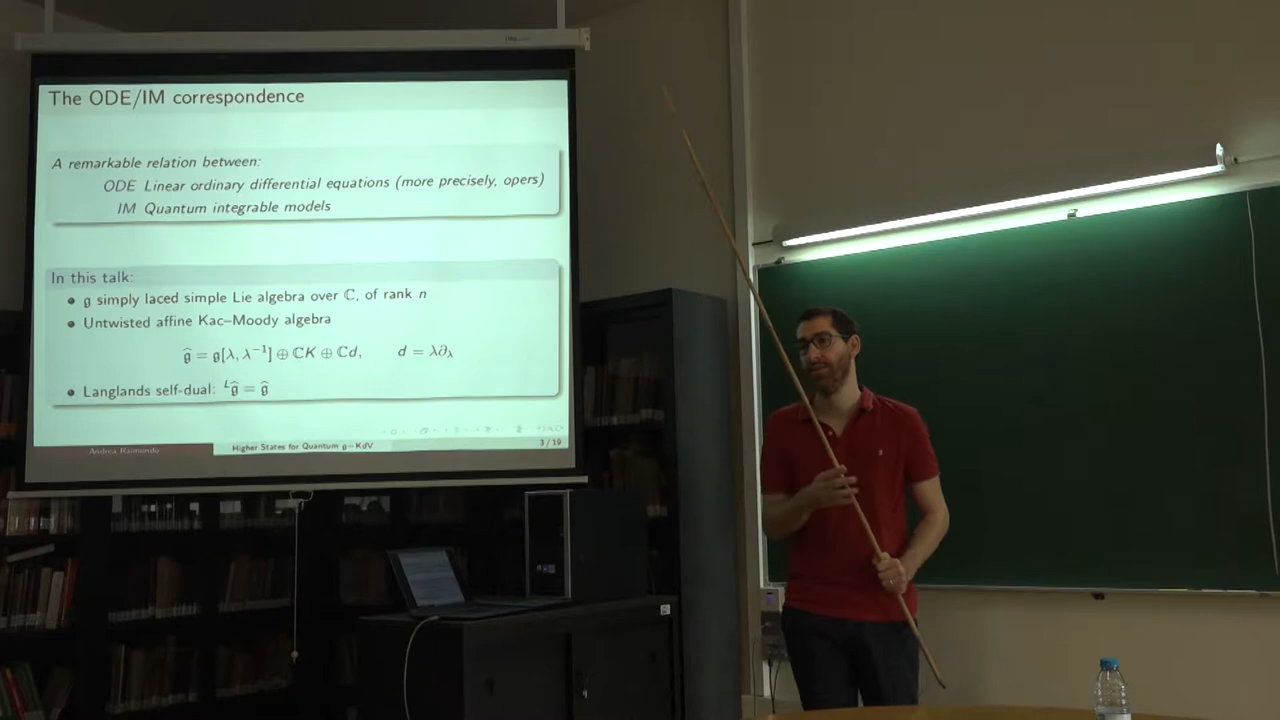 The ODE/IM correspondence
A remarkable relation between:
ODE Linear ordinary differential equations (more precisely, opers)
IM Quantum integrable models
In this talk:
• 𝔤 simply laced simple Lie algebra over ℂ, of rank n
• Untwisted affine Kac–Moody algebra
𝔤̂ = 𝔤[λ, λ⁻¹] ⊕ ℂK ⊕ ℂd, d = λ∂_λ
• Langlands self-dual: ᴸ𝔤̂ = 𝔤̂
Andrea Raimondo Higher States for Quantum 𝔤−KdV 3 / 19